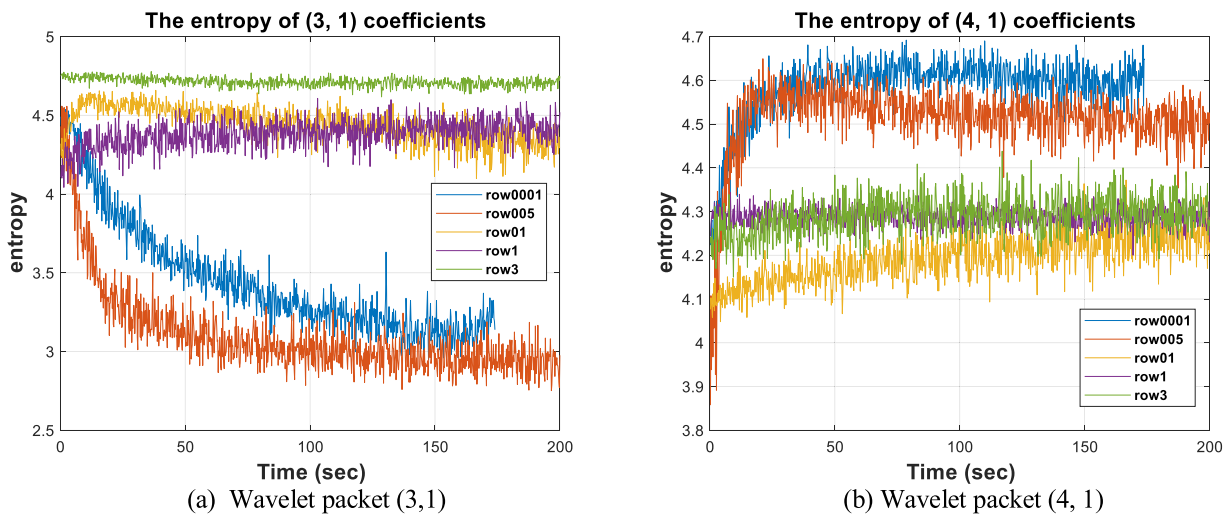 The entropy of (3, 1) coefficients
5
4.5
4
3.5
3
2.5
entropy
row0001
row005
row01
row1
row3
0
50
100
150
200
Time (sec)
(a) Wavelet packet (3,1)
The entropy of (4, 1) coefficients
4.7
4.6
4.5
4.4
4.3
4.2
4.1
4
3.9
3.8
entropy
row0001
row005
row01
row1
row3
0
50
100
150
200
Time (sec)
(b) Wavelet packet (4, 1)